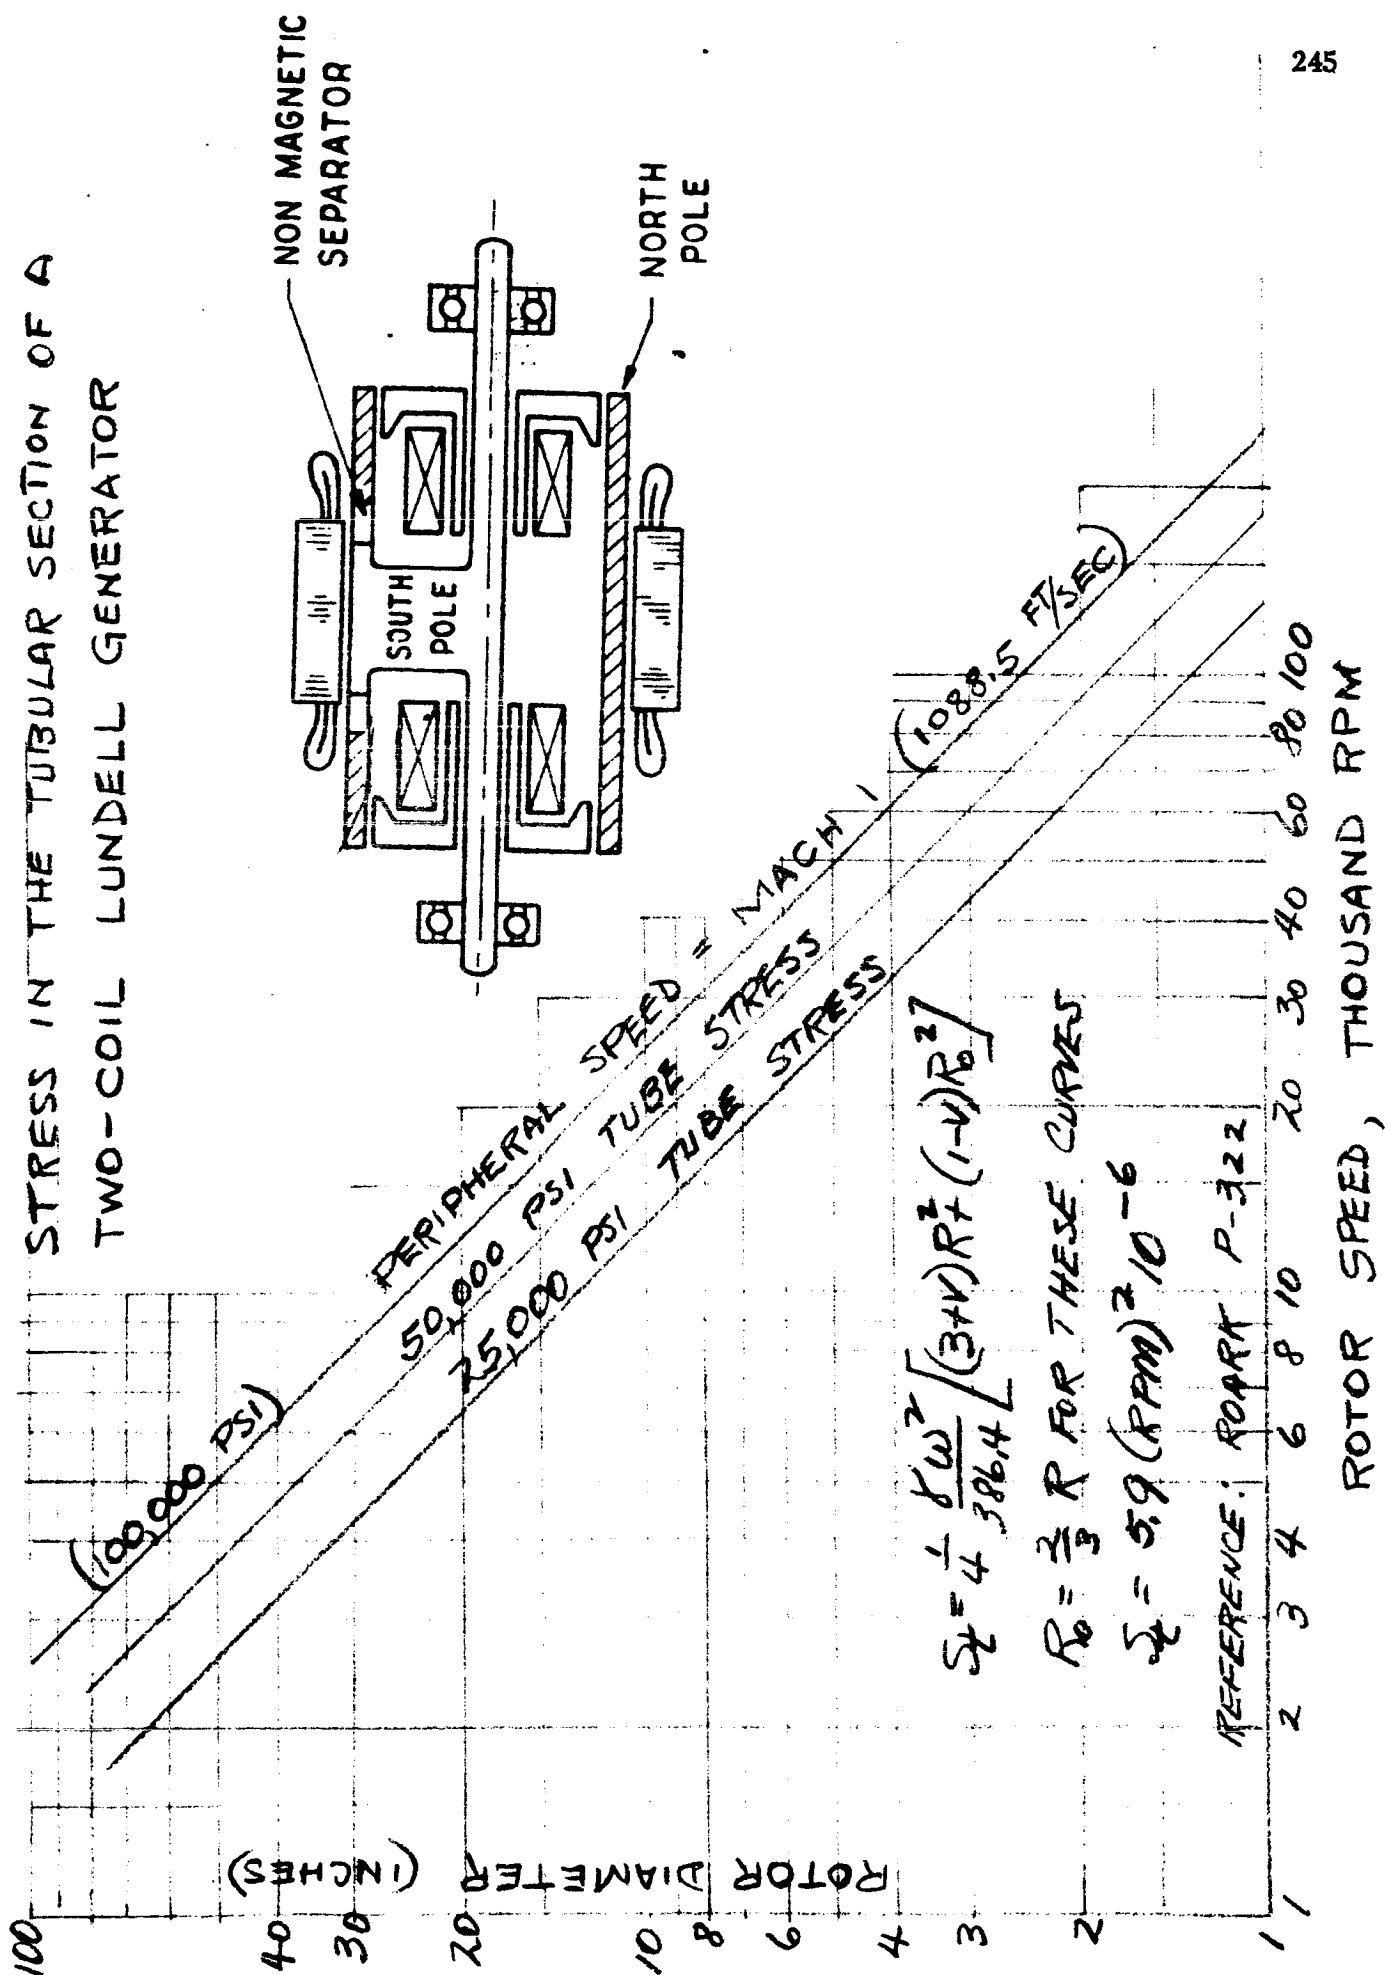 245
STRESS IN THE TUBULAR SECTION OF A
TWO-COIL LUNDELL GENERATOR
NON MAGNETIC
SEPARATOR
SOUTH
POLE
NORTH
POLE
(100,000 PSI)
PERIPHERAL SPEED = MACH 1 (1088.5 FT/SEC)
50,000 PSI TUBE STRESS
25,000 PSI TUBE STRESS
St = 1/4 γω²/386.4 [(3+ν)R²+(1-ν)R₀²]
R₀ = 2/3 R FOR THESE CURVES
St = 5.9 (RPM)² 10⁻⁶
REFERENCE: ROARK P-322
ROTOR DIAMETER (INCHES)
100
40
30
20
10
8
6
4
3
2
1
1 2 3 4 6 8 10 20 30 40 60 80 100
ROTOR SPEED, THOUSAND RPM